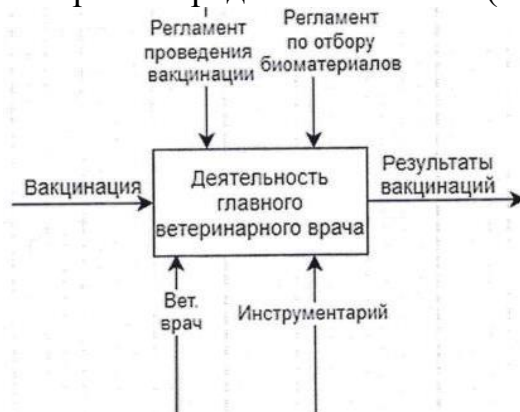 Регламент
проведения
вакцинации
Регламент
по отбору
биоматериалов
Вакцинация
Деятельность
главного
ветеринарного врача
Результаты
вакцинаций
Вет.
врач
Инструментарий